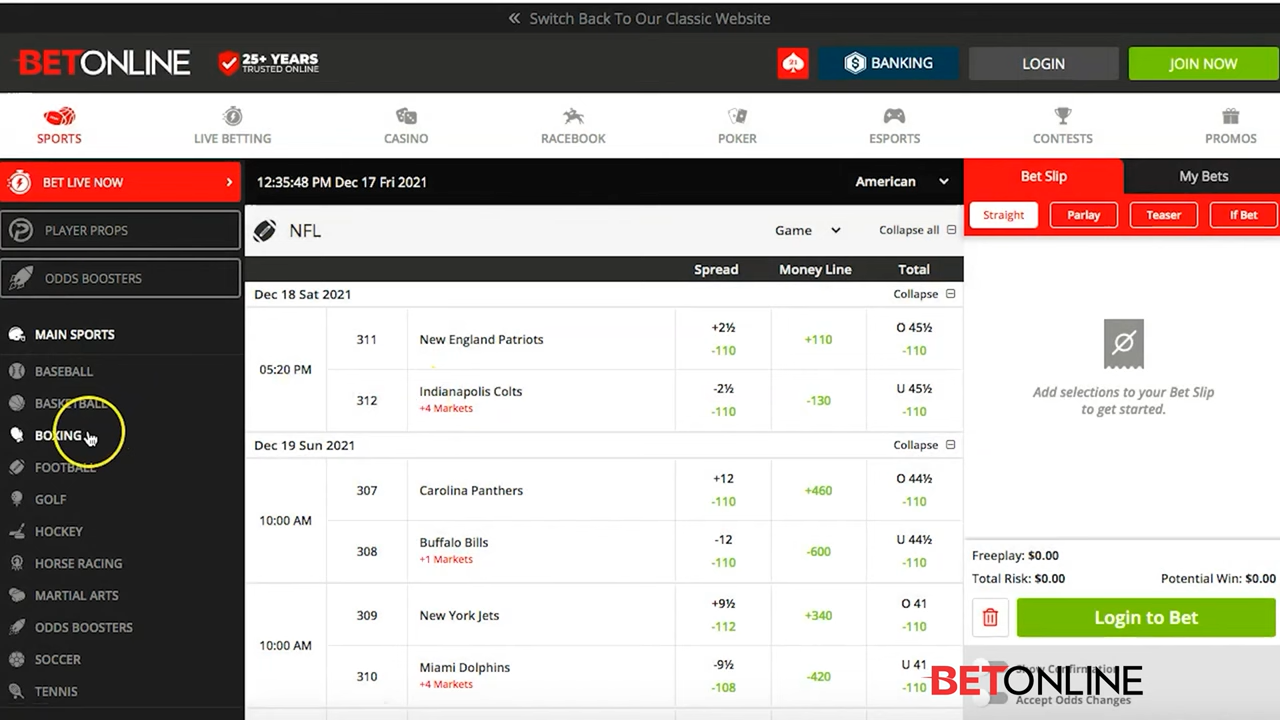 Switch Back To Our Classic Website
BETONLINE
25+ YEARS
TRUSTED ONLINE
21
BANKING
LOGIN
JOIN NOW
SPORTS
LIVE BETTING
CASINO
RACEBOOK
POKER
ESPORTS
CONTESTS
PROMOS
BET LIVE NOW
PLAYER PROPS
ODDS BOOSTERS
MAIN SPORTS
BASEBALL
BASKETBALL
BOXING
FOOTBALL
GOLF
HOCKEY
HORSE RACING
MARTIAL ARTS
ODDS BOOSTERS
SOCCER
TENNIS
12:35:48 PM Dec 17 Fri 2021
American
NFL
Game
Collapse all
Spread Money Line Total
Dec 18 Sat 2021
Collapse
05:20 PM
311 New England Patriots +2½ -110 +110 O 45½ -110
312 Indianapolis Colts -2½ -110 -130 U 45½ -110
+4 Markets
Dec 19 Sun 2021
Collapse
10:00 AM
307 Carolina Panthers +12 -110 +460 O 44½ -110
308 Buffalo Bills -12 -110 -600 U 44½ -110
+1 Markets
10:00 AM
309 New York Jets +9½ -112 +340 O 41 -110
310 Miami Dolphins -9½ -108 -420 U 41 -110
+4 Markets
Bet Slip
My Bets
Straight
Parlay
Teaser
If Bet
Add selections to your Bet Slip
to get started.
Freeplay: $0.00
Total Risk: $0.00
Potential Win: $0.00
Login to Bet
Show Confirmation
BETONLINE
Accept Odds Changes